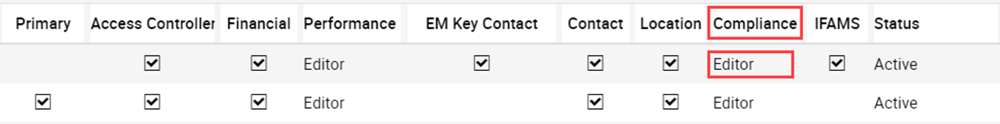 Primary Access Controller Financial Performance EM Key Contact Contact Location Compliance IFAMS Status
Editor Editor Active
Editor Editor Active